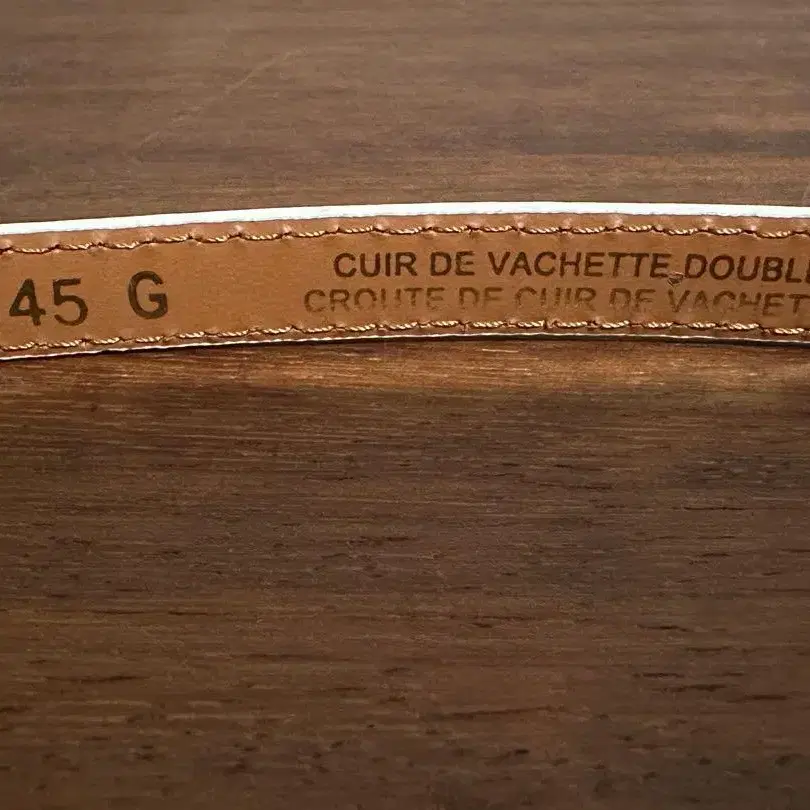 45 G
CUIR DE VACHETTE DOUBL
CROUTE DE CUIR DE VACHET